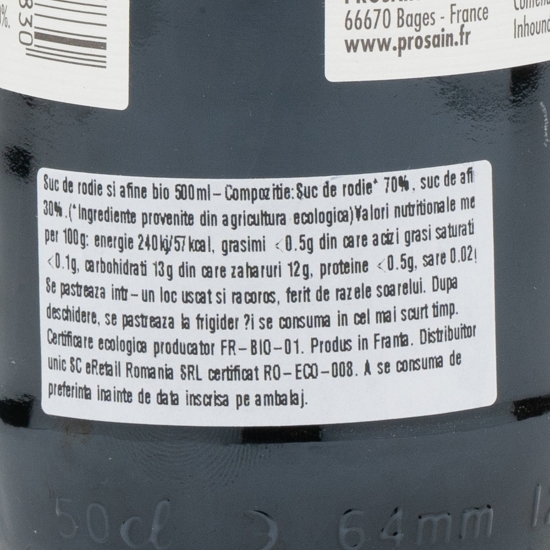 830
66670 Bages - France
www.prosain.fr
Suc de rodie si afine bio 500ml - Compozitie: Suc de rodie* 70%, suc de afi
30%. (*Ingrediente provenite din agricultura ecologica) Valori nutritionale me
per 100g: energie 240kj/57kcal, grasimi <0.5g din care acizi grasi saturati
<0.1g, carbohidrati 13g din care zaharuri 12g, proteine <0.5g, sare 0.02g
Se pastreaza intr-un loc uscat si racoros, ferit de razele soarelui. Dupa
deschidere, se pastreaza la frigider ?i se consuma in cel mai scurt timp.
Certificare ecologica producator FR-BIO-01. Produs in Franta. Distribuitor
unic SC eRetail Romania SRL certificat RO-ECO-008. A se consuma de
preferinta inainte de data inscrisa pe ambalaj.
50cl 64mm